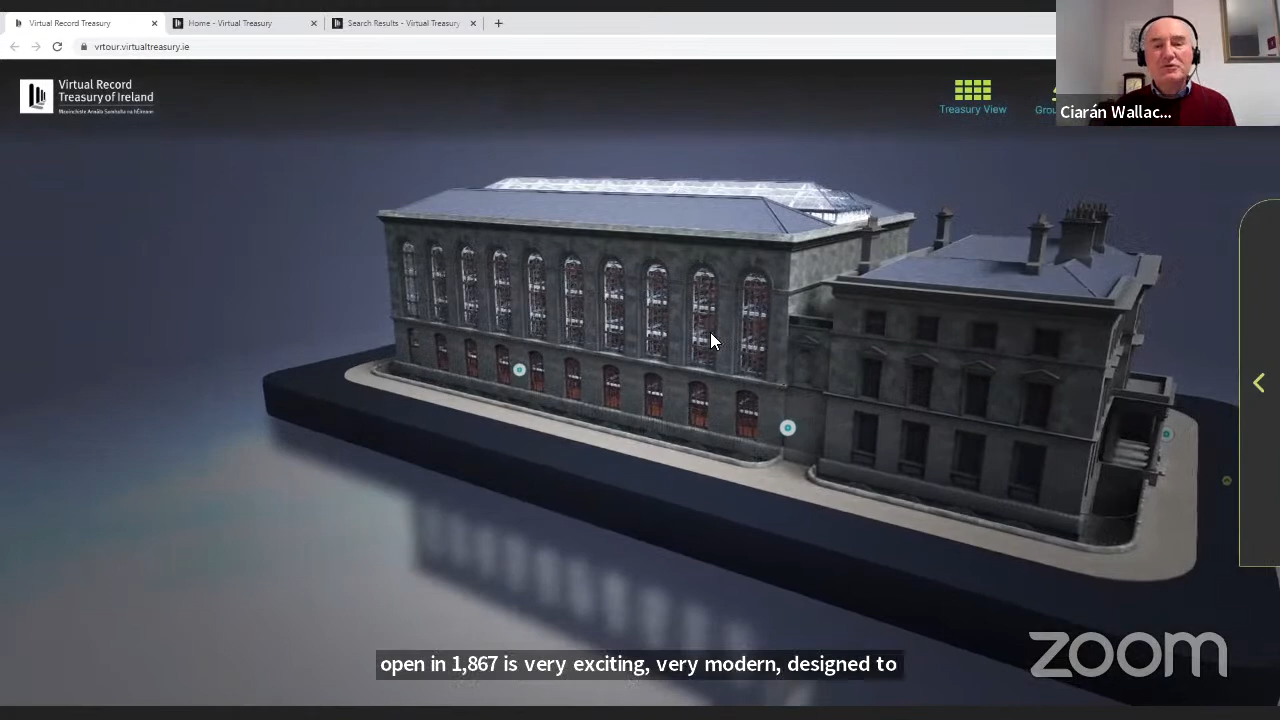 Virtual Record Treasury
Home - Virtual Treasury
Search Results - Virtual Treasury
vrtour.virtualtreasury.ie
Virtual Record
Treasury of Ireland
Treasury View
Ciarán Wallac...
open in 1,867 is very exciting, very modern, designed to
zoom